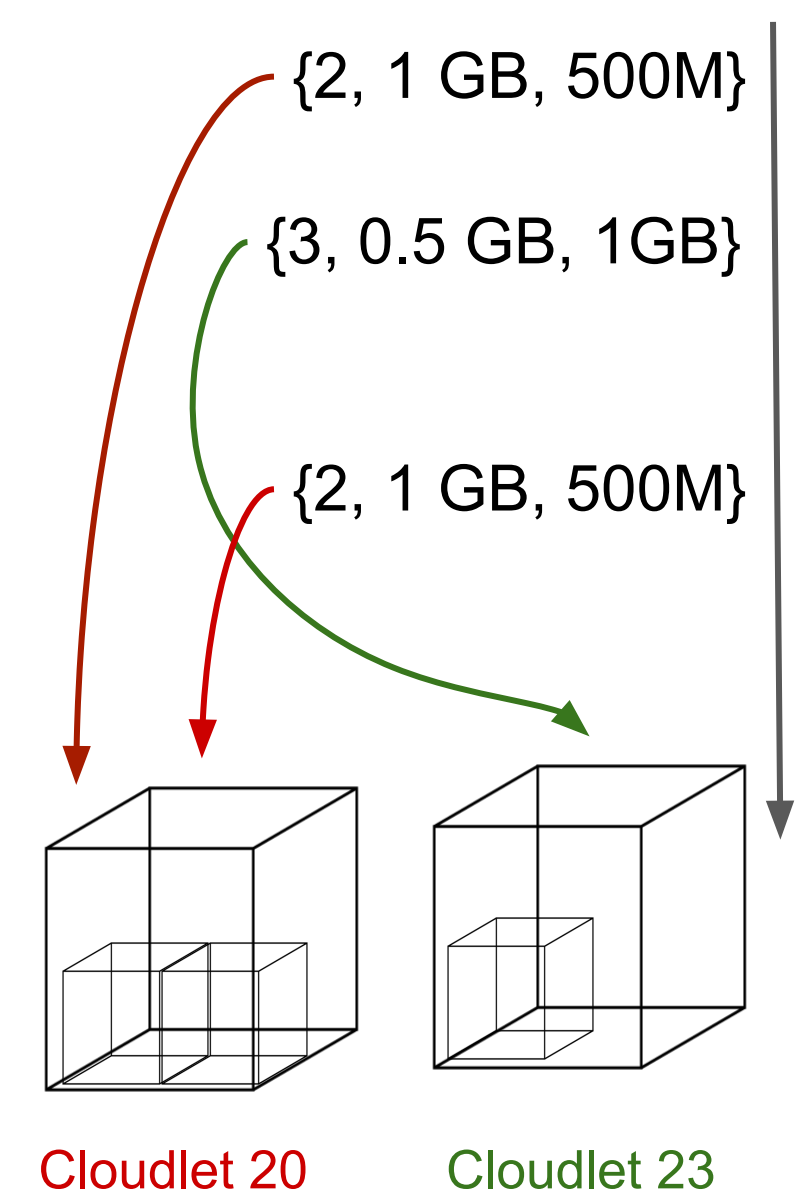 {2, 1 GB, 500M}
{3, 0.5 GB, 1GB}
{2, 1 GB, 500M}
Cloudlet 20
Cloudlet 23